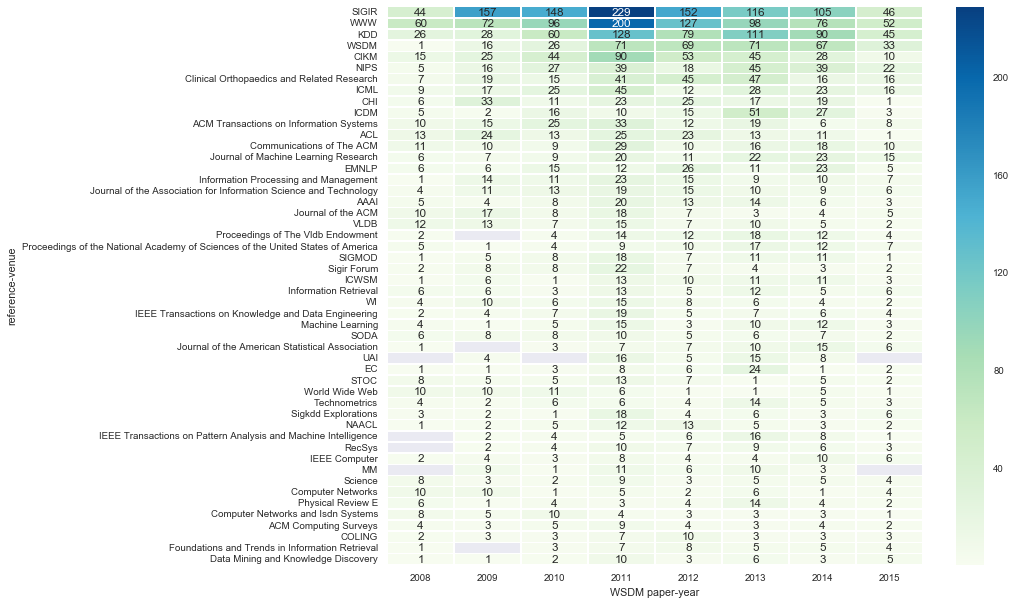 SIGIR 44 157 148 229 152 116 105 46
WWW 60 72 96 200 127 98 76 52
KDD 26 28 60 128 79 111 90 45
WSDM 1 16 26 71 69 71 67 33
CIKM 15 25 44 90 53 45 28 10
NIPS 5 16 27 39 18 45 39 22
Clinical Orthopaedics and Related Research 7 19 15 41 45 47 16 16
ICML 9 17 25 45 12 28 23 16
CHI 6 33 11 23 25 17 19 1
ICDM 5 2 16 10 15 51 27 3
ACM Transactions on Information Systems 10 15 25 33 12 19 6 8
ACL 13 24 13 25 23 13 11 1
Communications of The ACM 11 10 9 29 10 16 18 10
Journal of Machine Learning Research 6 7 9 20 11 22 23 15
EMNLP 6 6 15 12 26 11 23 5
Information Processing and Management 1 14 11 23 15 9 10 7
Journal of the Association for Information Science and Technology 4 11 13 19 15 10 9 6
AAAI 5 4 8 20 13 14 6 3
Journal of the ACM 10 17 8 18 7 3 4 5
VLDB 12 13 7 15 7 10 5 2
Proceedings of The Vldb Endowment 2 4 14 12 18 12 4
Proceedings of the National Academy of Sciences of the United States of America 5 1 4 9 10 17 12 7
SIGMOD 1 5 8 18 7 11 11 1
Sigir Forum 2 8 8 22 7 4 3 2
ICWSM 1 6 1 13 10 11 11 3
Information Retrieval 6 6 3 13 5 12 5 6
WI 4 10 6 15 8 6 4 2
IEEE Transactions on Knowledge and Data Engineering 2 4 7 19 5 7 6 4
Machine Learning 4 1 5 15 3 10 12 3
SODA 6 8 8 10 5 6 7 2
Journal of the American Statistical Association 1 3 7 7 10 15 6
UAI 4 16 5 15 8
EC 1 1 3 8 6 24 1 2
STOC 8 5 5 13 7 1 5 2
World Wide Web 10 10 11 6 1 1 5 1
Technometrics 4 2 6 6 4 14 5 3
Sigkdd Explorations 3 2 1 18 4 6 3 6
NAACL 1 2 5 12 13 5 3 2
IEEE Transactions on Pattern Analysis and Machine Intelligence 2 4 5 6 16 8 1
RecSys 2 4 10 7 9 6 3
IEEE Computer 2 4 3 8 4 4 10 6
MM 9 1 11 6 10 3
Science 8 3 2 9 3 5 5 4
Computer Networks 10 10 1 5 2 6 1 4
Physical Review E 6 1 4 3 4 14 4 2
Computer Networks and Isdn Systems 8 5 10 4 3 3 3 1
ACM Computing Surveys 4 3 5 9 4 3 4 2
COLING 2 3 3 7 10 3 3 3
Foundations and Trends in Information Retrieval 1 3 7 8 5 5 4
Data Mining and Knowledge Discovery 1 1 2 10 3 6 3 5
2008 2009 2010 2011 2012 2013 2014 2015
WSDM paper-year
reference-venue
200
160
120
80
40